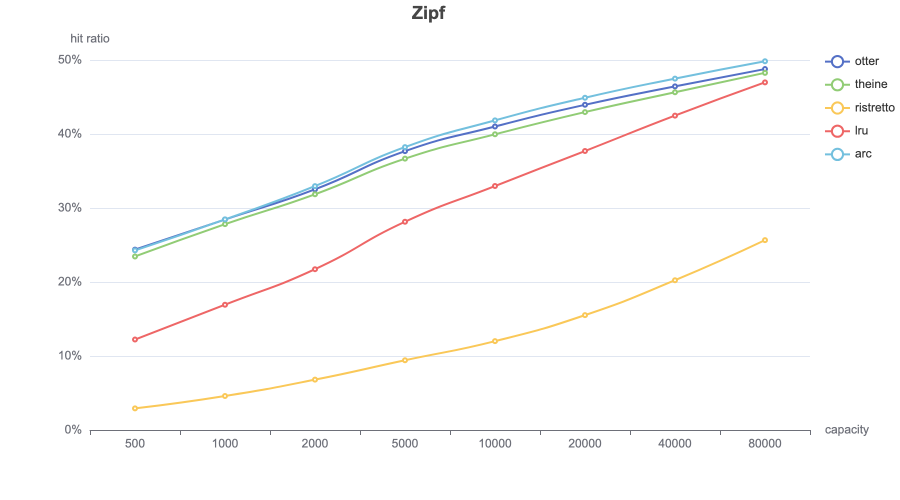 Zipf
hit ratio
50%
40%
30%
20%
10%
0%
500 1000 2000 5000 10000 20000 40000 80000
capacity
otter
theine
ristretto
lru
arc